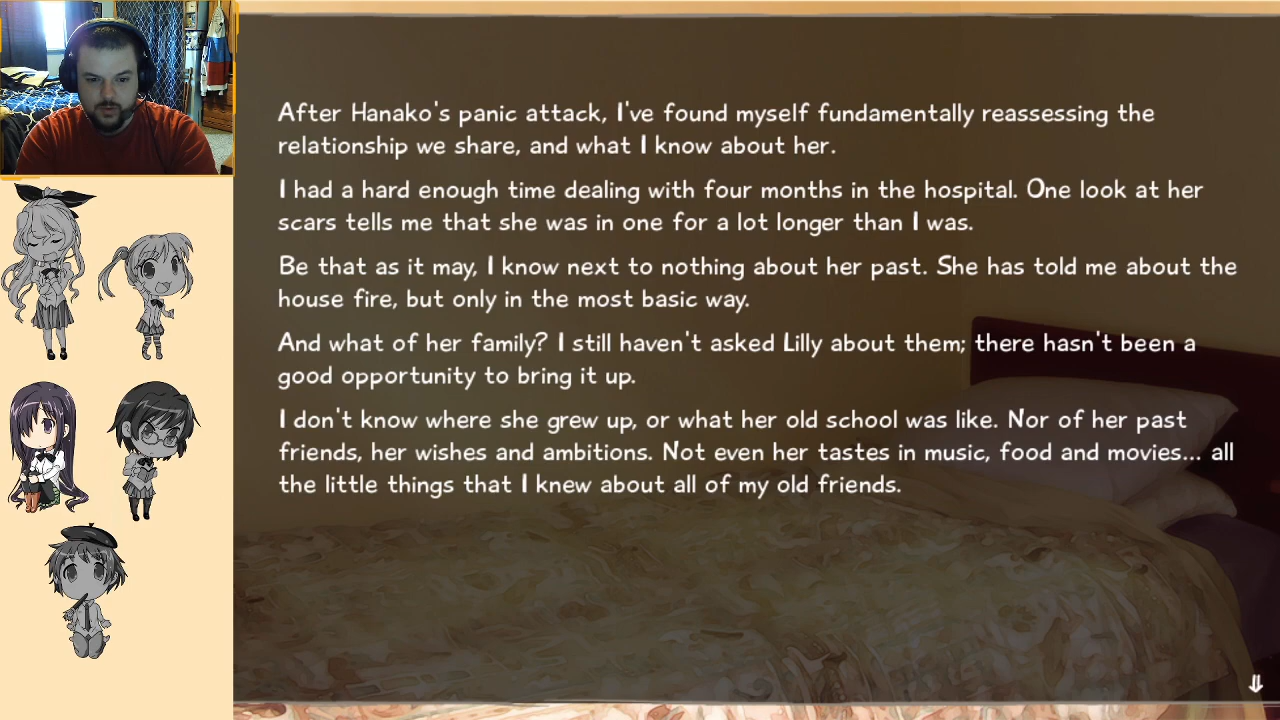 After Hanako's panic attack, I've found myself fundamentally reassessing the
relationship we share, and what I know about her.
I had a hard enough time dealing with four months in the hospital. One look at her
scars tells me that she was in one for a lot longer than I was.
Be that as it may, I know next to nothing about her past. She has told me about the
house fire, but only in the most basic way.
And what of her family? I still haven't asked Lilly about them; there hasn't been a
good opportunity to bring it up.
I don't know where she grew up, or what her old school was like. Nor of her past
friends, her wishes and ambitions. Not even her tastes in music, food and movies... all
the little things that I knew about all of my old friends.